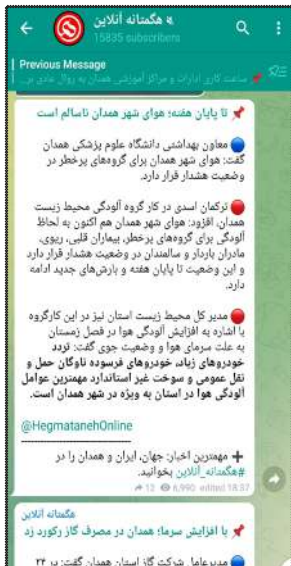 هگمتانه آنلاین
15835 subscribers
Previous Message
ساعت کاری ادارات و مراکز آموزشی همدان به روال عادی بر...
تا پایان هفته؛ هوای شهر همدان ناسالم است
معاون بهداشتی دانشگاه علوم پزشکی همدان
گفت: هوای شهر همدان برای گروه‌های پرخطر در
وضعیت هشدار قرار دارد.
ترکمان اسدی در کار گروه آلودگی محیط زیست
همدان، افزود: هوای شهر همدان هم اکنون به لحاظ
آلودگی برای گروه‌های پرخطر، بیماران قلبی، ریوی،
مادران باردار و سالمندان در وضعیت هشدار قرار دارد
و این وضعیت تا پایان هفته و بارش‌های جدید ادامه
دارد.
مدیر کل محیط زیست استان نیز در این کارگروه
با اشاره به افزایش آلودگی هوا در فصل زمستان
به علت سرمای هوا و وضعیت جوی گفت: تردد
خودروهای زیاد، خودروهای فرسوده ناوگان حمل و
نقل عمومی و سوخت غیر استاندارد مهمترین عوامل
آلودگی هوا در استان به ویژه در شهر همدان است.
@HegmatanehOnline
مهمترین اخبار: جهان، ایران و همدان را در
#هگمتانه_آنلاین بخوانید.
12 6,990 edited 18:37
هگمتانه آنلاین
با افزایش سرما؛ همدان در مصرف گاز رکورد زد
مدیرعامل شرکت گاز استان همدان گفت: در ۲۴